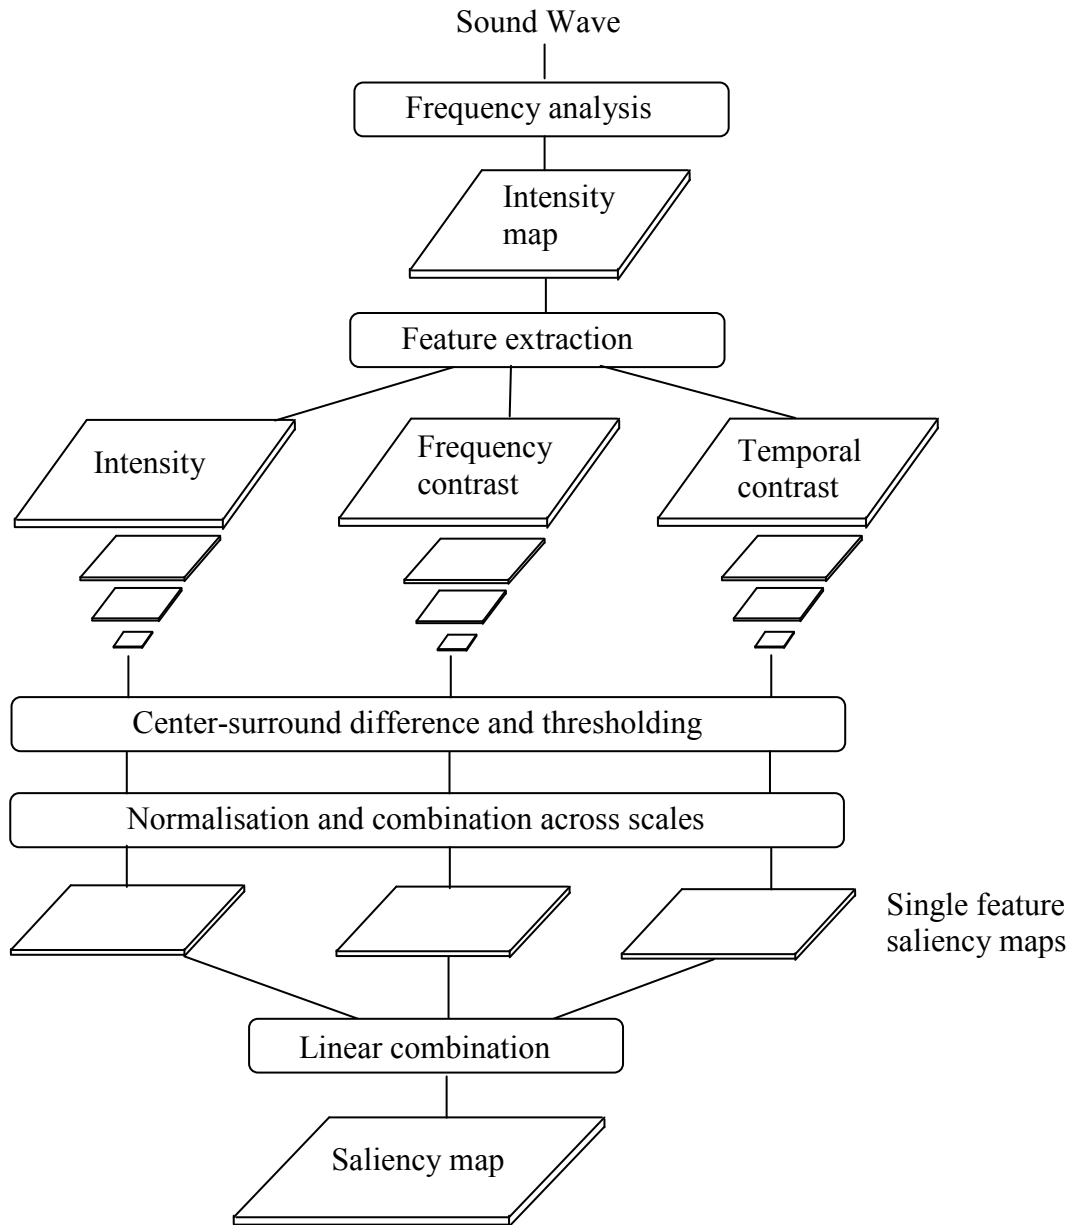 Sound Wave
Frequency analysis
Intensity
map
Feature extraction
Intensity
Frequency
contrast
Temporal
contrast
Center-surround difference and thresholding
Normalisation and combination across scales
Single feature
saliency maps
Linear combination
Saliency map